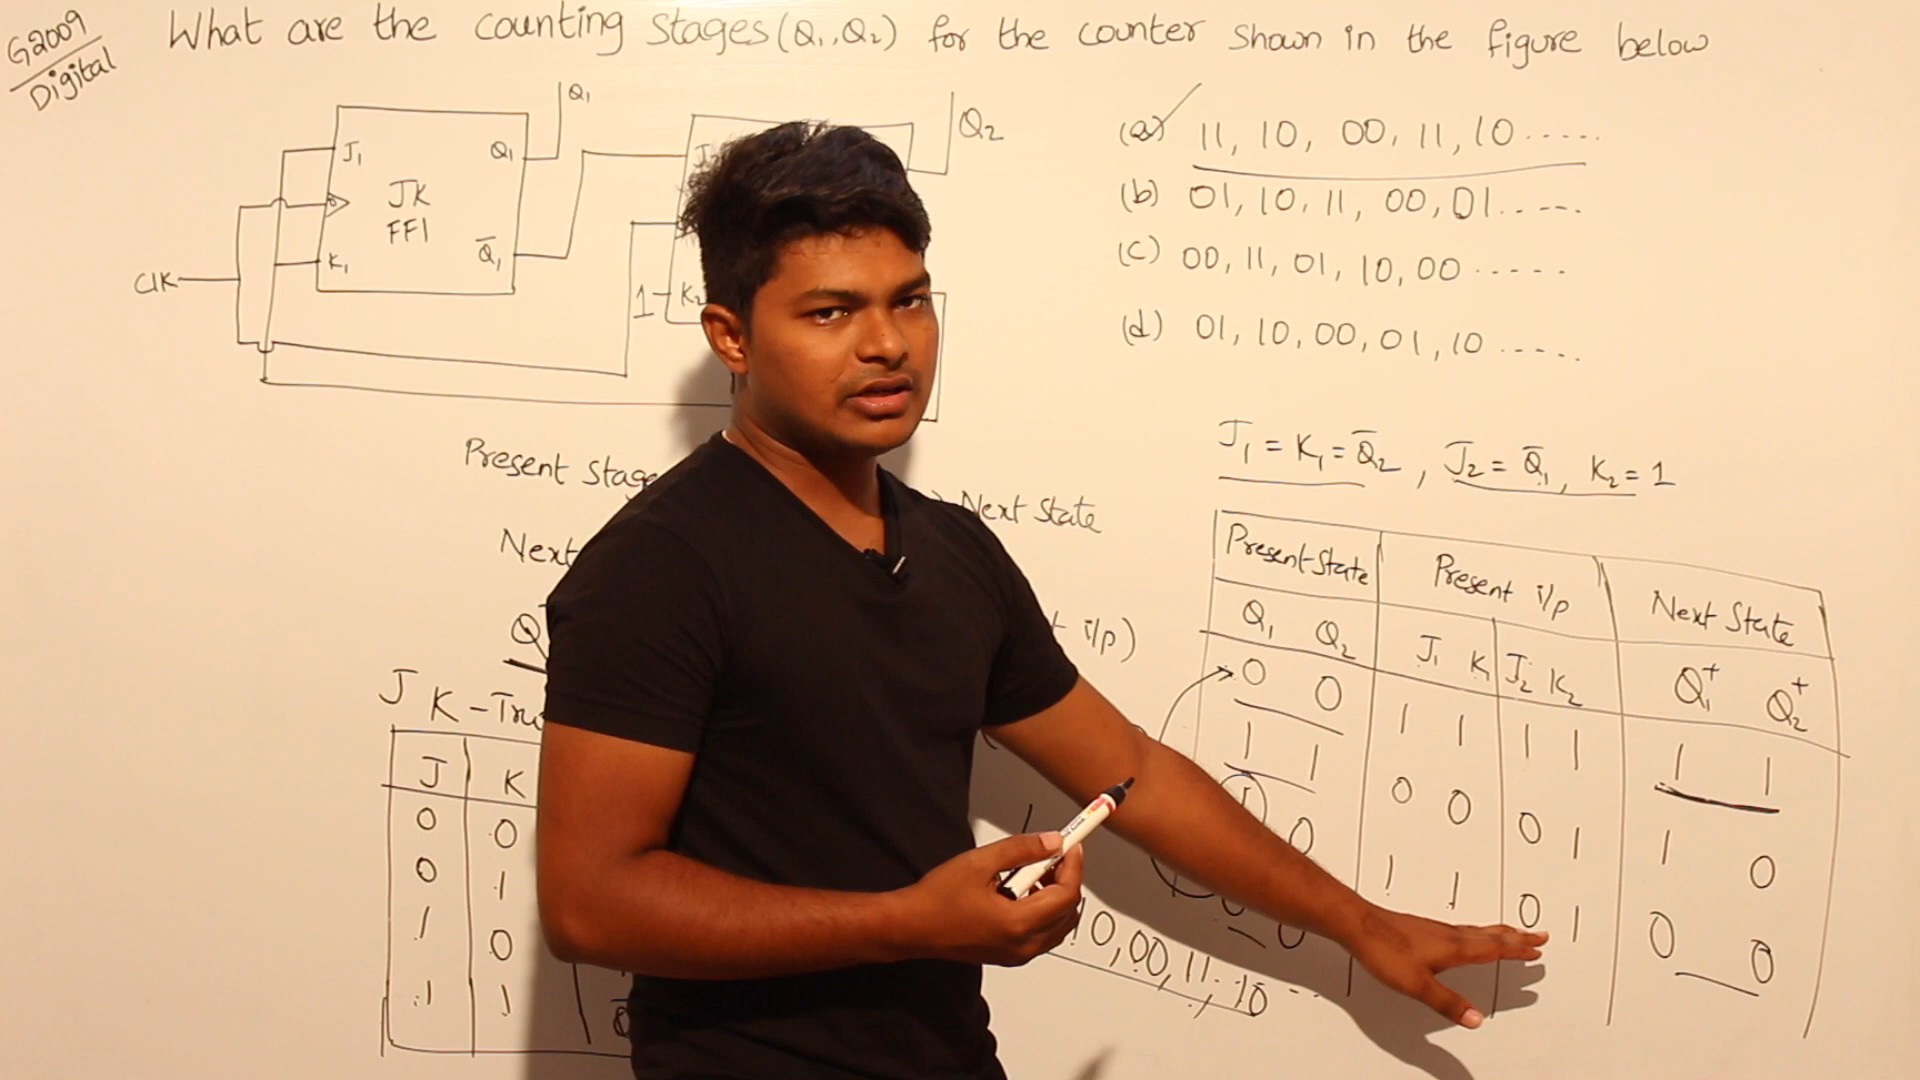 G2009
Digital
What are the counting stages (Q₁, Q₂) for the counter shown in the figure below
Q₁
Q₂
J₁
Q₁
JK
FF1
K₁
Q̅₁
CLK
1
K₂
(a) 11, 10, 00, 11, 10 .....
(b) 01, 10, 11, 00, 01 .....
(c) 00, 11, 01, 10, 00 .....
(d) 01, 10, 00, 01, 10 .....
J₁ = K₁ = Q̅₂ , J₂ = Q̅₁, K₂ = 1
Present Stage
Next State
Next
i/p)
JK - Tru
J K
0 0
0 1
1 0
1 1
Present State Present i/p Next State
Q₁ Q₂ J₁ K₁ J₂ K₂ Q₁⁺ Q₂⁺
0 0 1 1 1 1 1 1
1 1 0 0 0 1 1 0
1 0 1 1 0 1 0 0
0 0
10, 00, 11, 10 ...